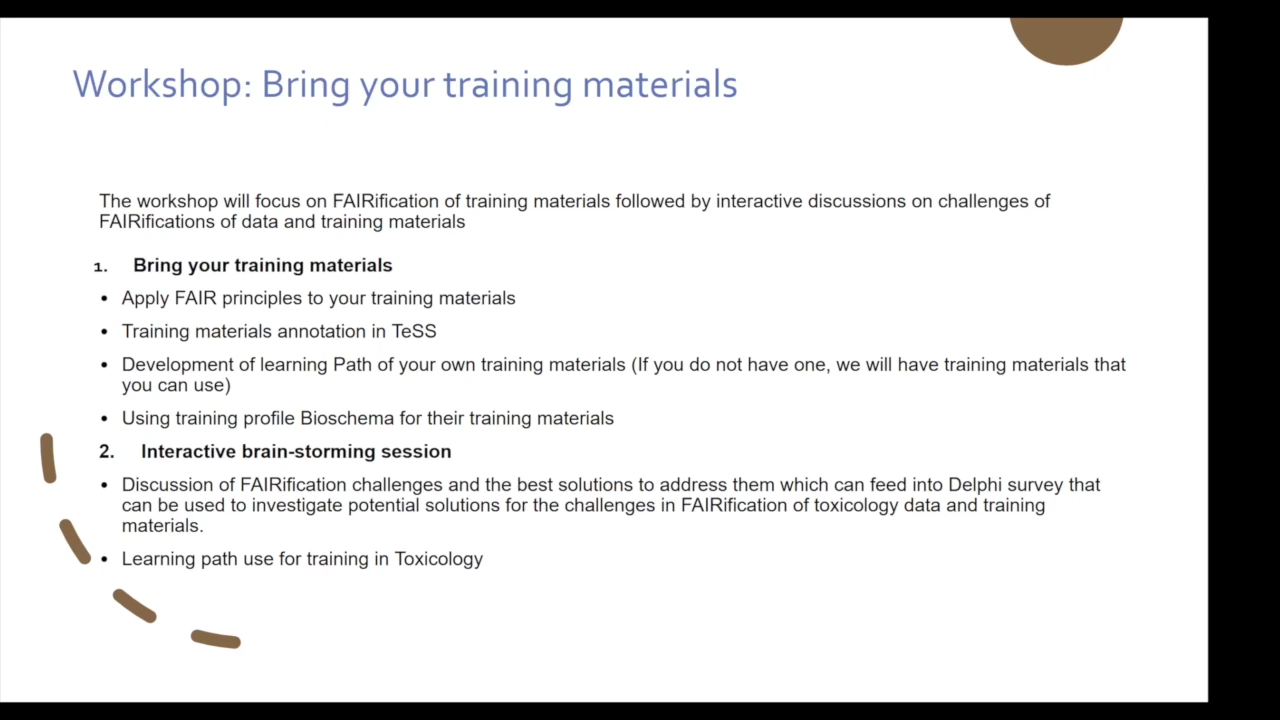 Workshop: Bring your training materials
The workshop will focus on FAIRification of training materials followed by interactive discussions on challenges of
FAIRifications of data and training materials
1. Bring your training materials
• Apply FAIR principles to your training materials
• Training materials annotation in TeSS
• Development of learning Path of your own training materials (If you do not have one, we will have training materials that
you can use)
• Using training profile Bioschema for their training materials
2. Interactive brain-storming session
• Discussion of FAIRification challenges and the best solutions to address them which can feed into Delphi survey that
can be used to investigate potential solutions for the challenges in FAIRification of toxicology data and training
materials.
• Learning path use for training in Toxicology